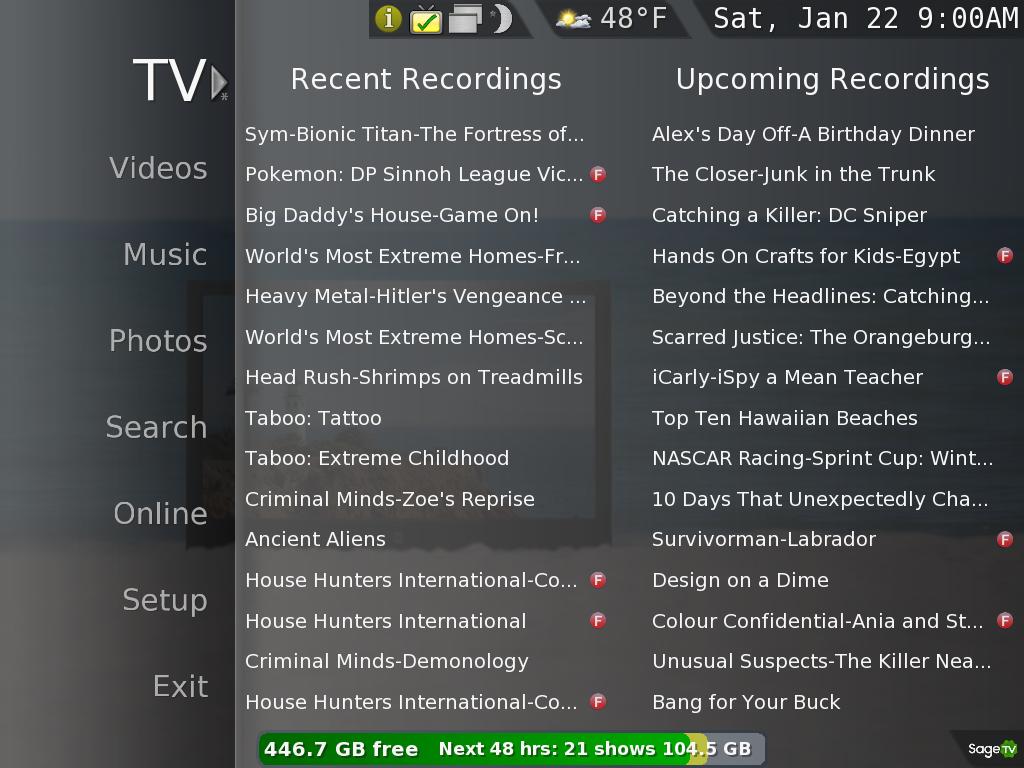 48°F
Sat, Jan 22 9:00AM
TV
Videos
Music
Photos
Search
Online
Setup
Exit
Recent Recordings
Sym-Bionic Titan-The Fortress of...
Pokemon: DP Sinnoh League Vic... F
Big Daddy's House-Game On! F
World's Most Extreme Homes-Fr...
Heavy Metal-Hitler's Vengeance ...
World's Most Extreme Homes-Sc...
Head Rush-Shrimps on Treadmills
Taboo: Tattoo
Taboo: Extreme Childhood
Criminal Minds-Zoe's Reprise
Ancient Aliens
House Hunters International-Co... F
House Hunters International F
Criminal Minds-Demonology
House Hunters International-Co... F
Upcoming Recordings
Alex's Day Off-A Birthday Dinner
The Closer-Junk in the Trunk
Catching a Killer: DC Sniper
Hands On Crafts for Kids-Egypt F
Beyond the Headlines: Catching...
Scarred Justice: The Orangeburg...
iCarly-iSpy a Mean Teacher F
Top Ten Hawaiian Beaches
NASCAR Racing-Sprint Cup: Wint...
10 Days That Unexpectedly Cha...
Survivorman-Labrador F
Design on a Dime
Colour Confidential-Ania and St... F
Unusual Suspects-The Killer Nea...
Bang for Your Buck
446.7 GB free Next 48 hrs: 21 shows 104.5 GB
SageTV